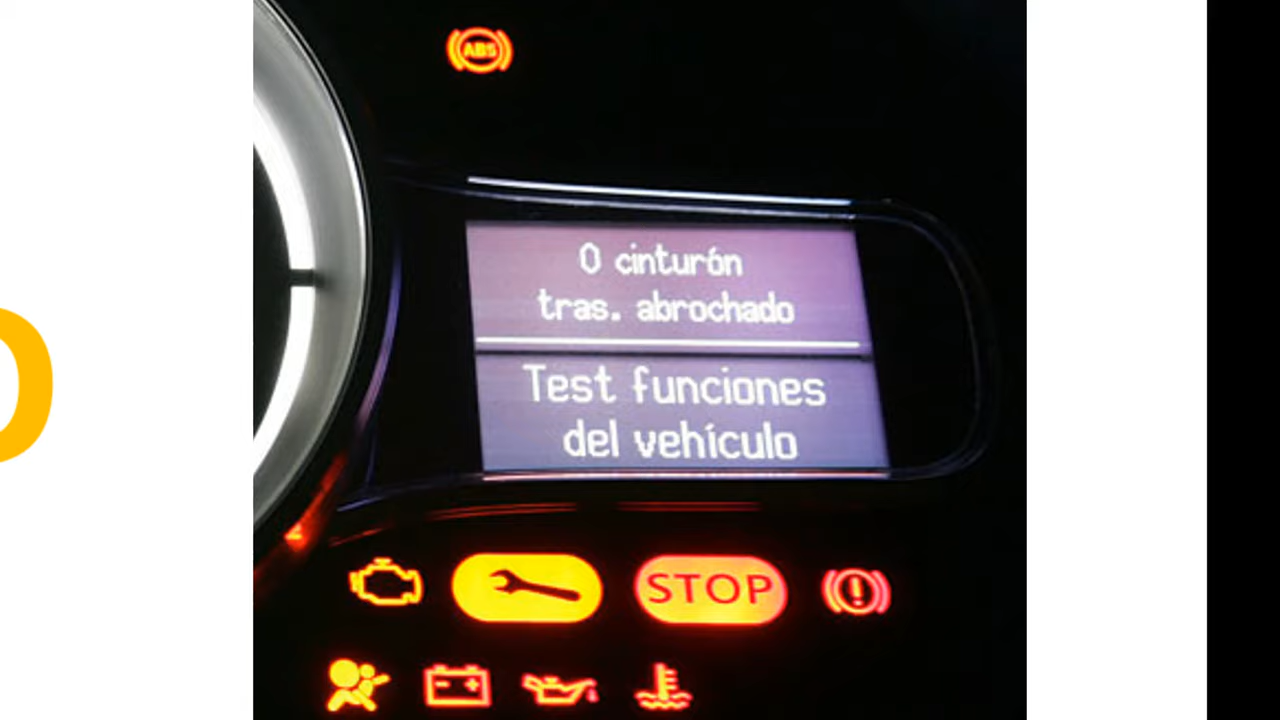 ABS
0 cinturón
tras. abrochado
Test funciones
del vehículo
STOP